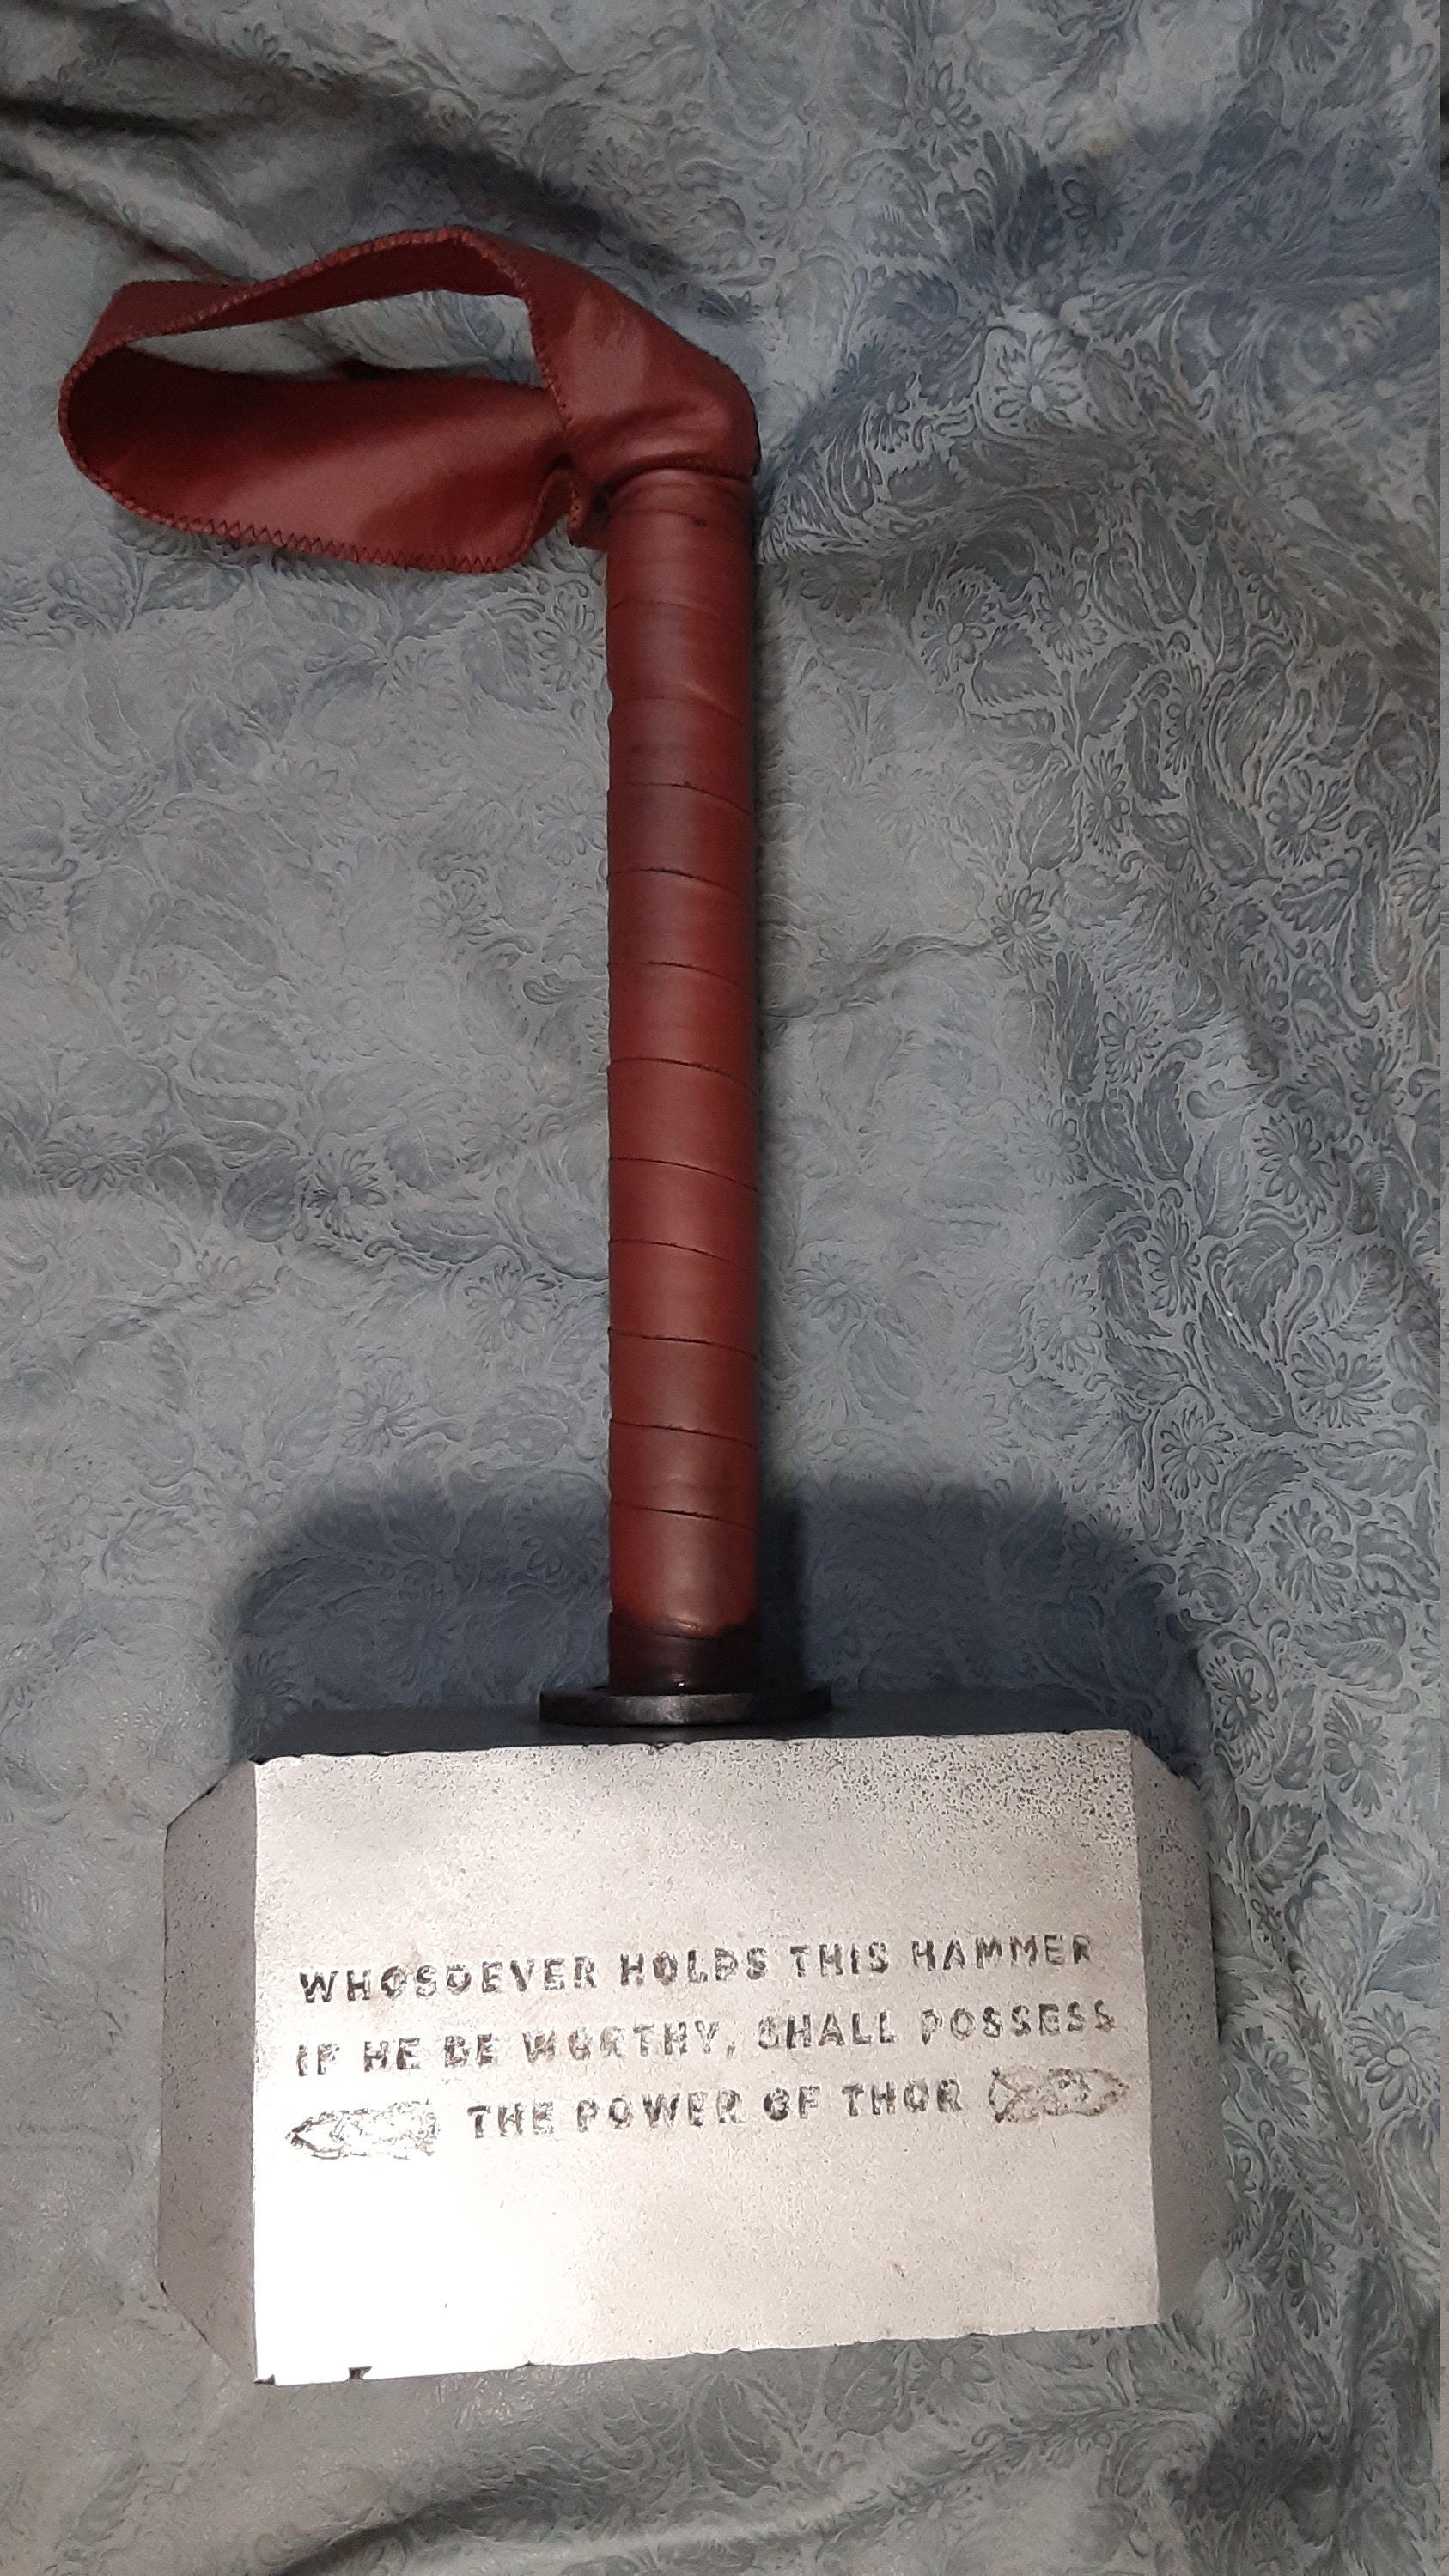 WHOSOEVER HOLDS THIS HAMMER
IF HE BE WORTHY, SHALL POSSESS
THE POWER OF THOR